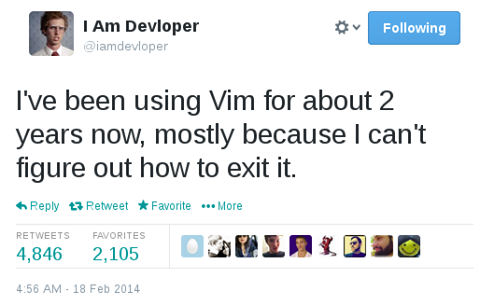 I Am Devloper
@iamdevloper
Following
I've been using Vim for about 2
years now, mostly because I can't
figure out how to exit it.
Reply Retweet Favorite More
RETWEETS FAVORITES
4,846 2,105
4:56 AM - 18 Feb 2014